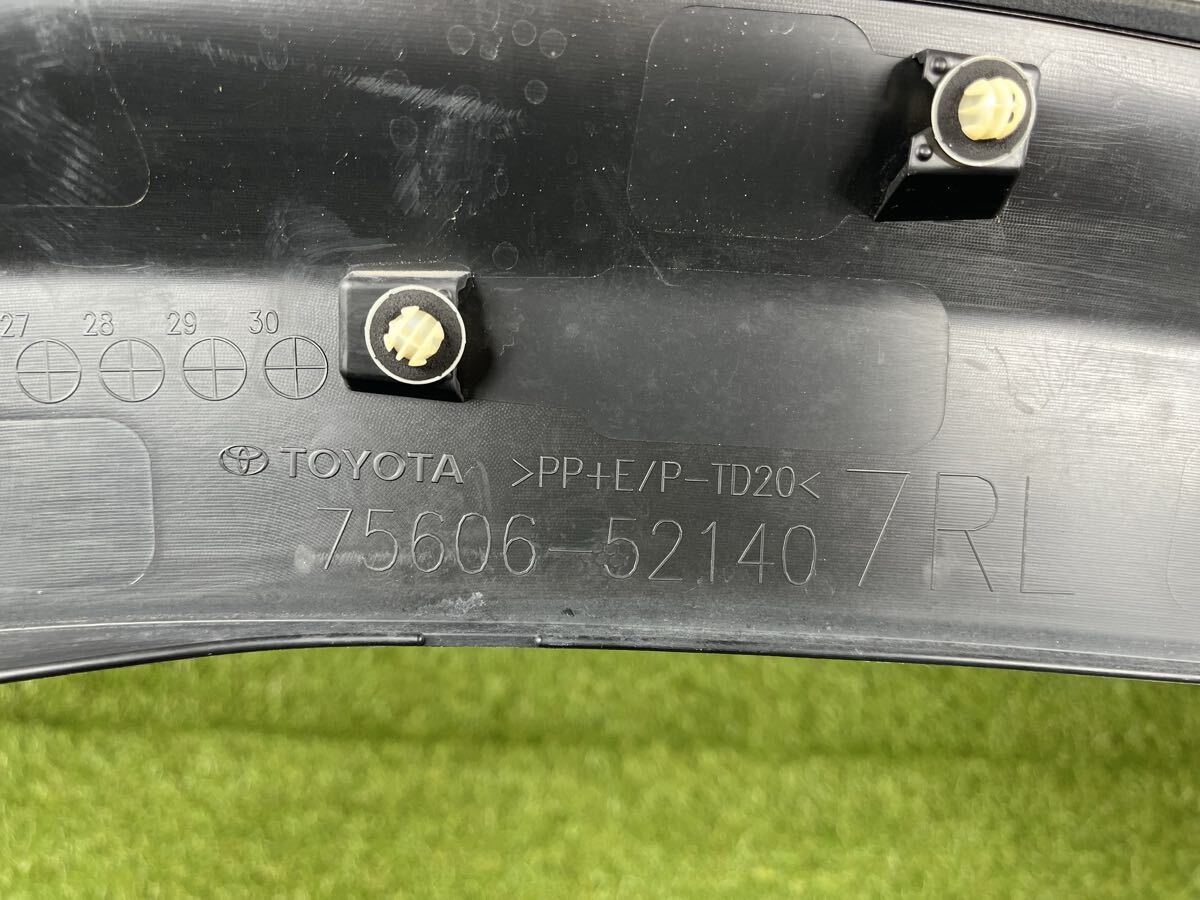 27 28 29 30
TOYOTA >PP+E/P-TD20<
75606-52140 7RL